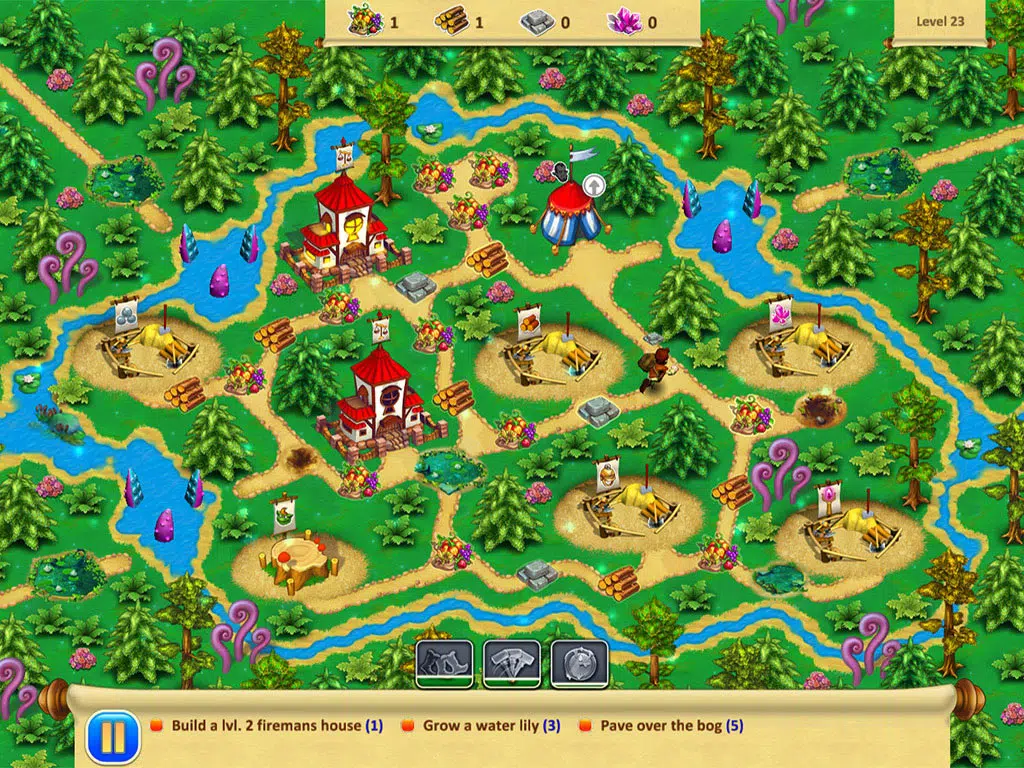 1 1 0 0
Level 23
Build a lvl. 2 firemans house (1) Grow a water lily (3) Pave over the bog (5)